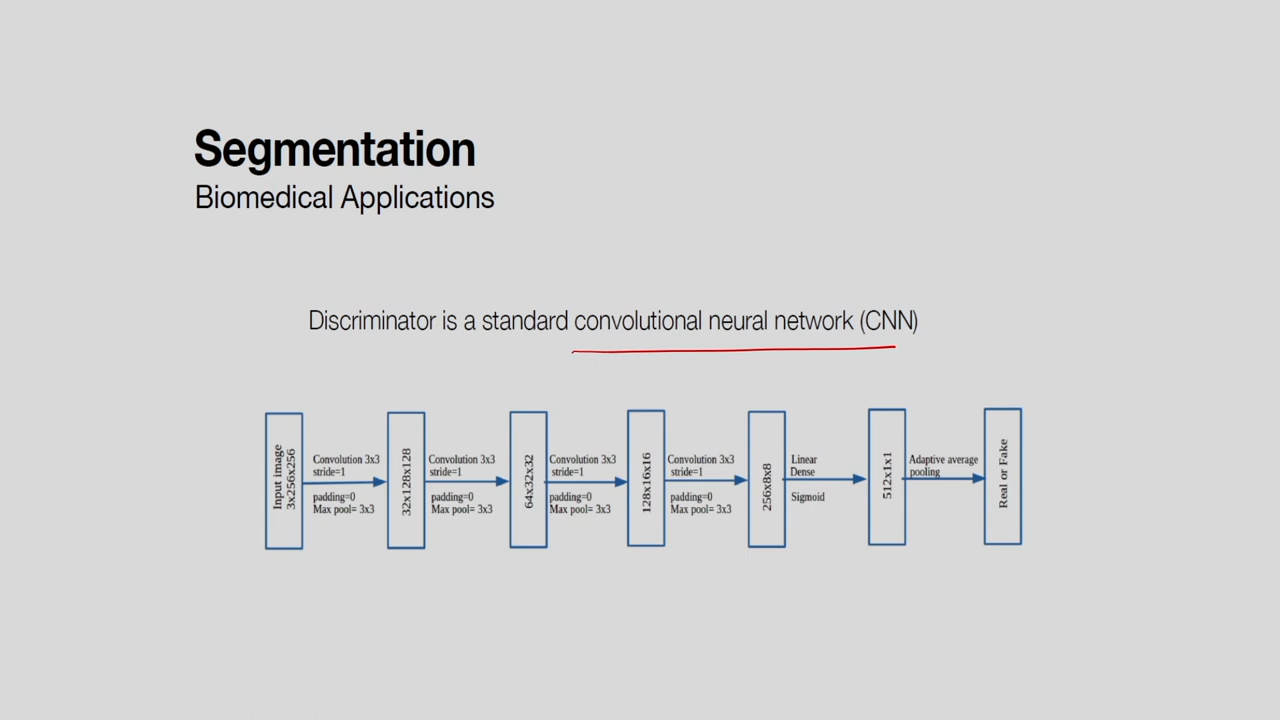 Segmentation
Biomedical Applications
Discriminator is a standard convolutional neural network (CNN)
Input image
3x256x256
Convolution 3x3
stride=1
padding=0
Max pool= 3x3
32x128x128
Convolution 3x3
stride=1
padding=0
Max pool= 3x3
64x32x32
Convolution 3x3
stride=1
padding=0
Max pool= 3x3
128x16x16
Convolution 3x3
stride=1
padding=0
Max pool= 3x3
256x8x8
Linear
Dense
Sigmoid
512x1x1
Adaptive average
pooling
Real or Fake